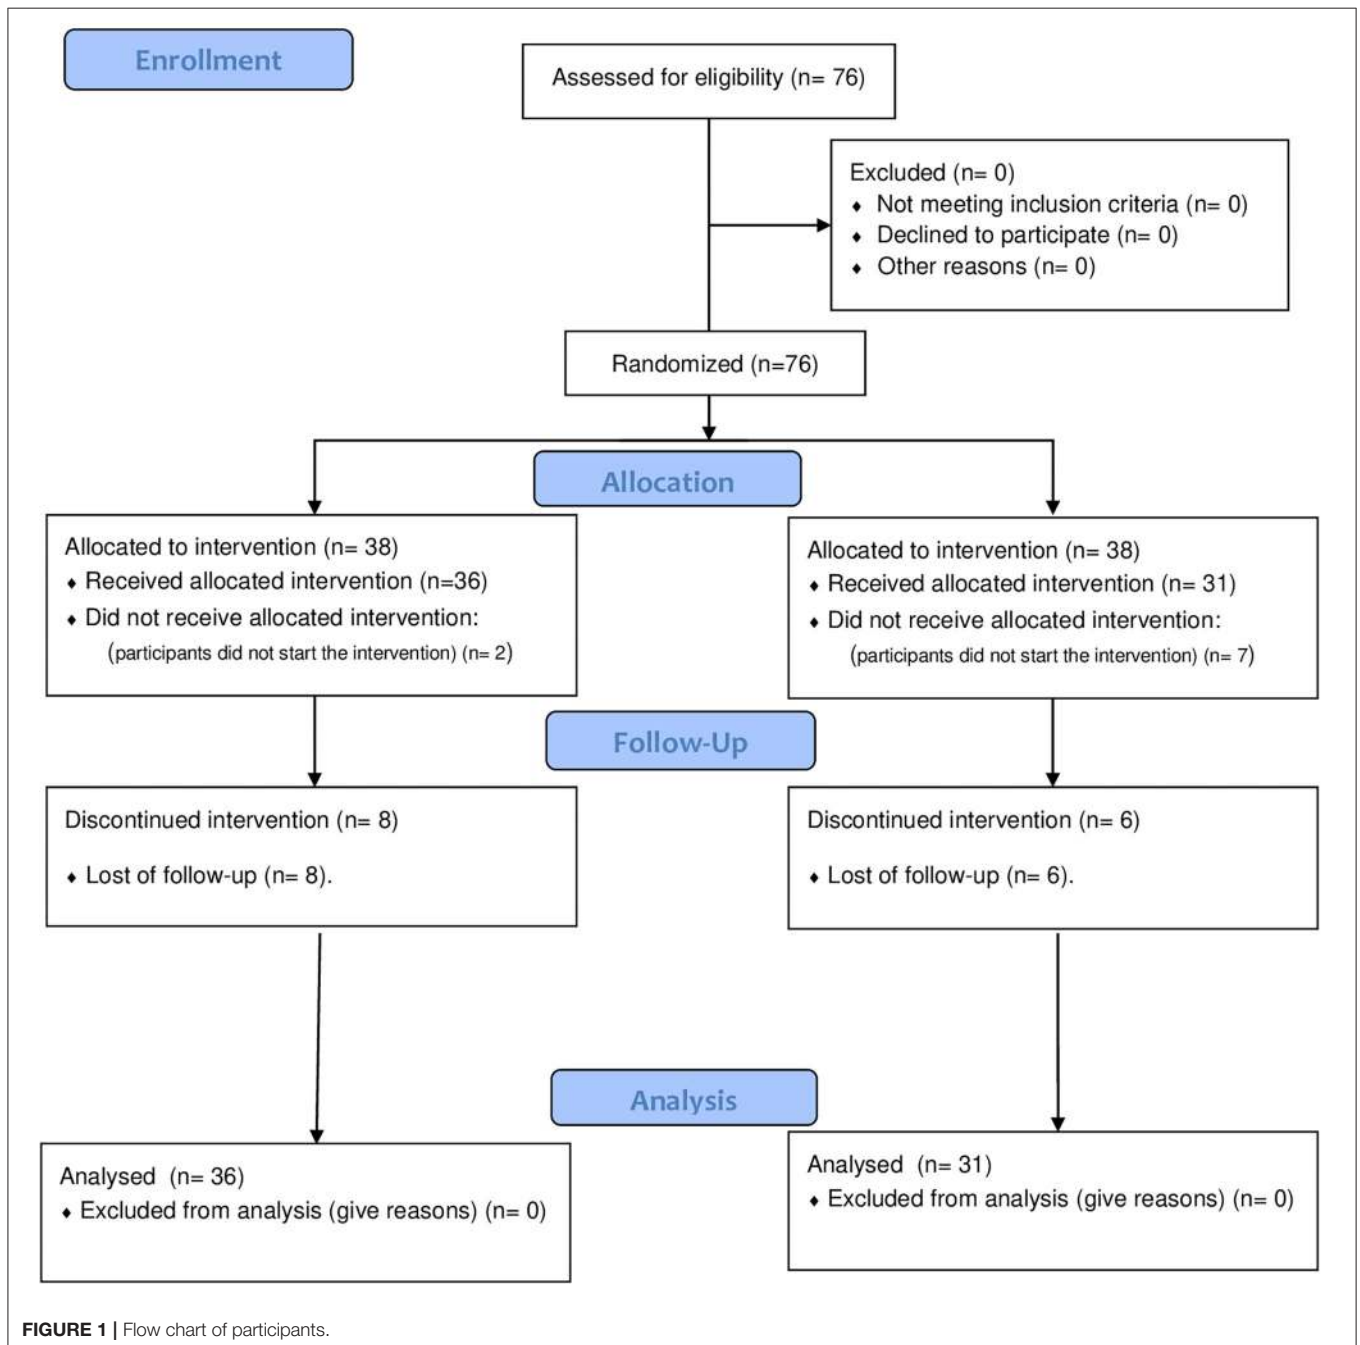 Enrollment
Assessed for eligibility (n= 76)
Excluded (n= 0)
♦ Not meeting inclusion criteria (n= 0)
♦ Declined to participate (n= 0)
♦ Other reasons (n= 0)
Randomized (n=76)
Allocation
Allocated to intervention (n= 38)
♦ Received allocated intervention (n=36)
♦ Did not receive allocated intervention:
(participants did not start the intervention) (n= 2)
Allocated to intervention (n= 38)
♦ Received allocated intervention (n= 31)
♦ Did not receive allocated intervention:
(participants did not start the intervention) (n= 7)
Follow-Up
Discontinued intervention (n= 8)
♦ Lost of follow-up (n= 8).
Discontinued intervention (n= 6)
♦ Lost of follow-up (n= 6).
Analysis
Analysed (n= 36)
♦ Excluded from analysis (give reasons) (n= 0)
Analysed (n= 31)
♦ Excluded from analysis (give reasons) (n= 0)
FIGURE 1 | Flow chart of participants.